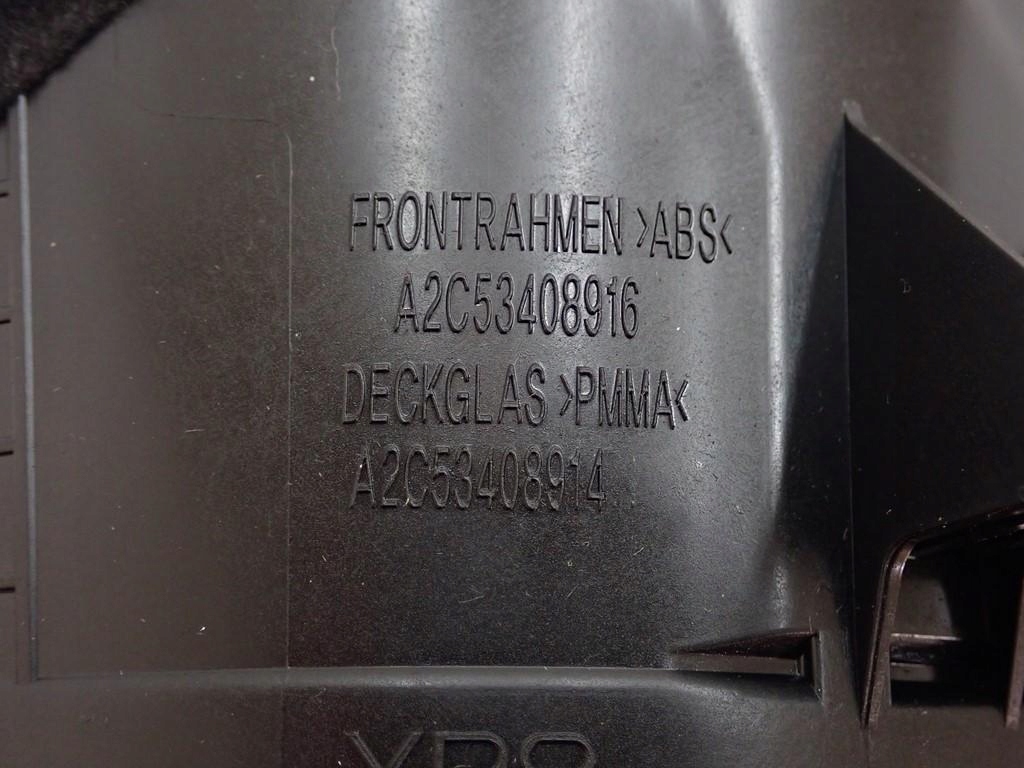 FRONTRAHMEN >ABS<
A2C53408916
DECKGLAS >PMMA<
A2C53408914